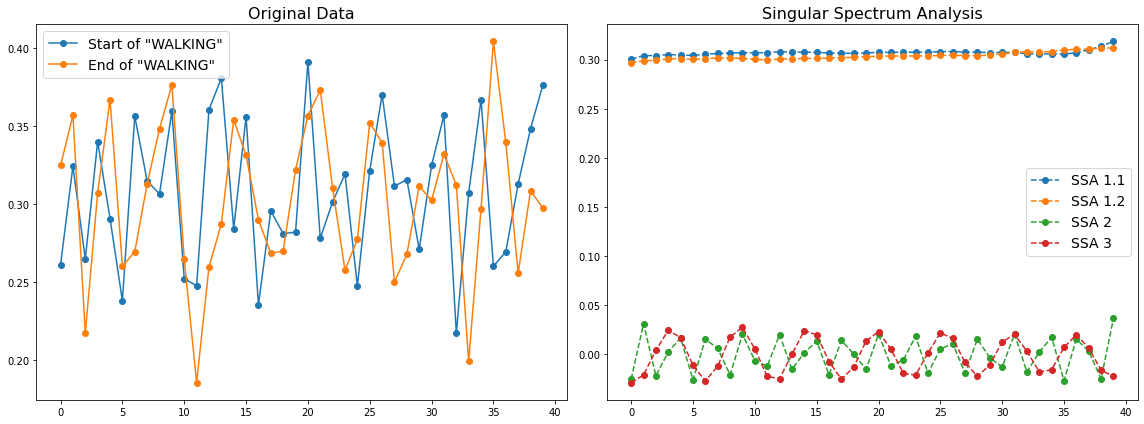 Original Data
Start of "WALKING"
End of "WALKING"
0.40
0.35
0.30
0.25
0.20
0 5 10 15 20 25 30 35 40
Singular Spectrum Analysis
SSA 1.1
SSA 1.2
SSA 2
SSA 3
0.30
0.25
0.20
0.15
0.10
0.05
0.00
0 5 10 15 20 25 30 35 40